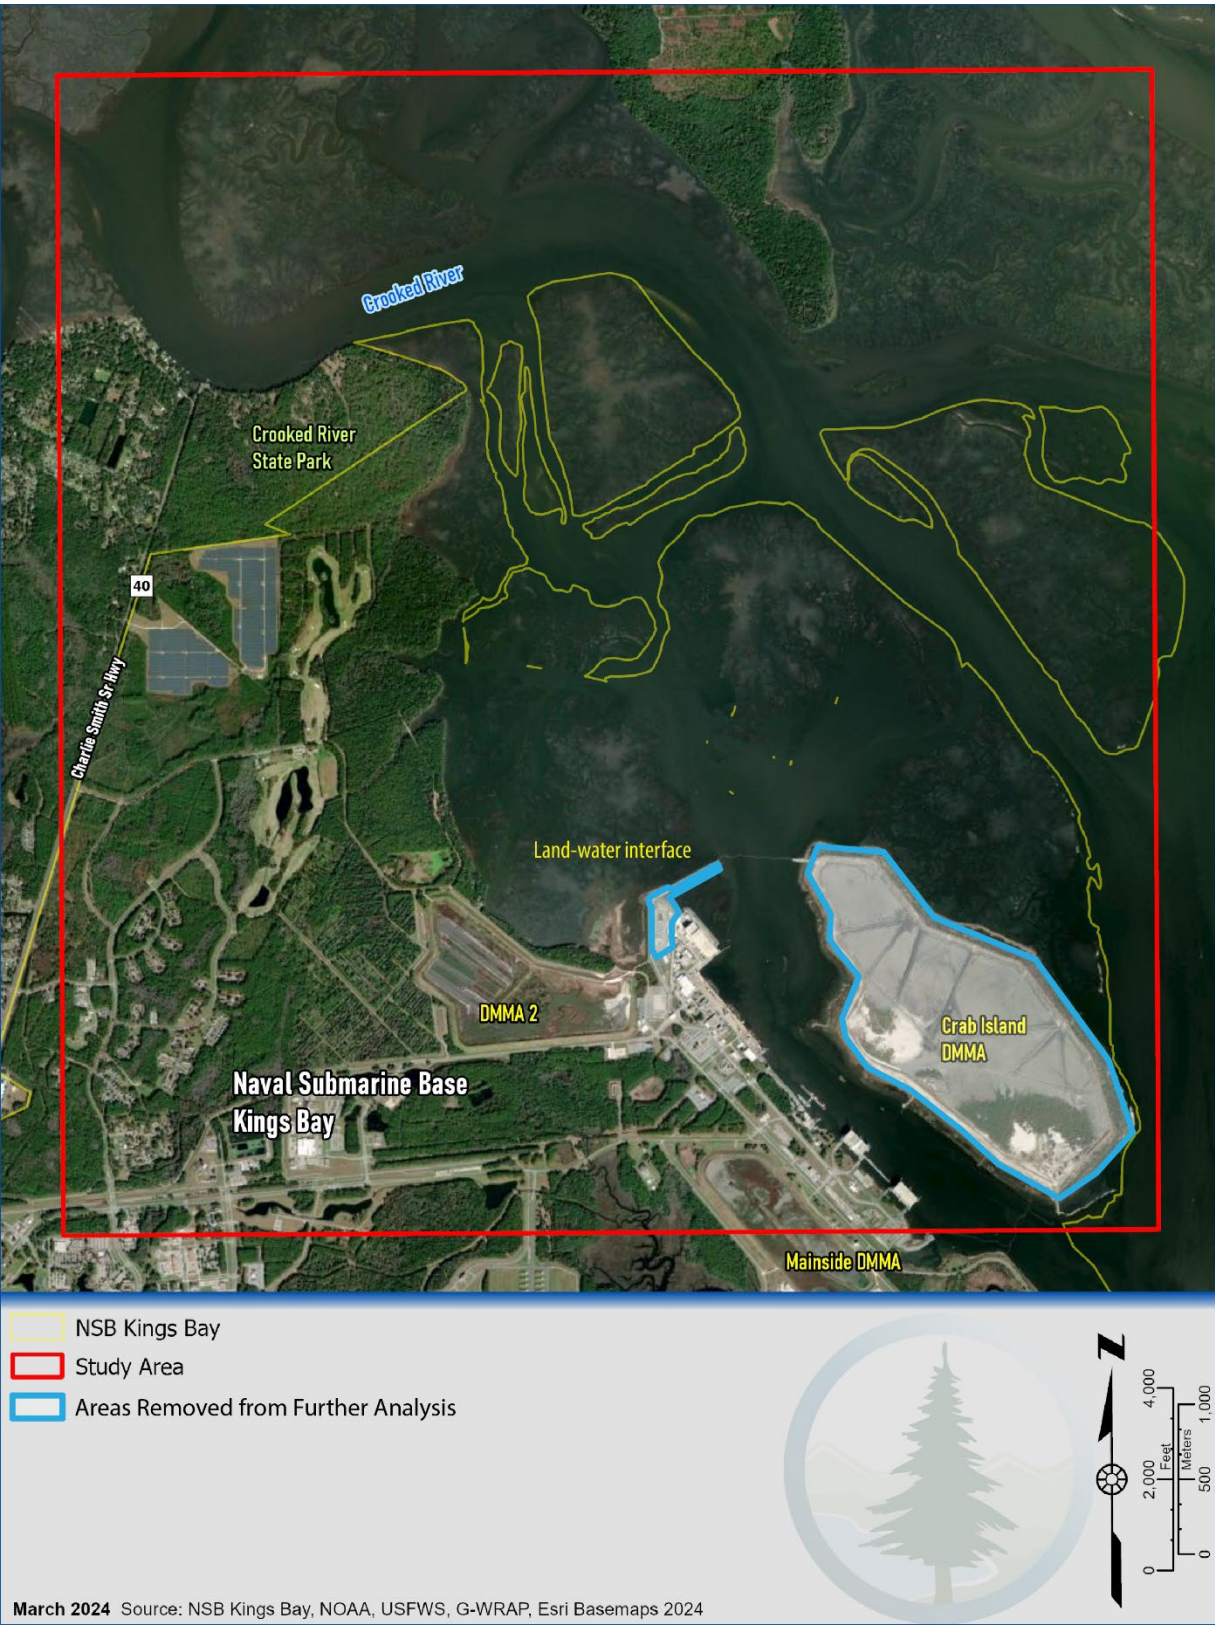 Crooked River
Crooked River
State Park
40
Charlie Smith Sr Hwy
Land-water interface
DMMA 2
Crab Island
DMMA
Naval Submarine Base
Kings Bay
Mainside DMMA
NSB Kings Bay
Study Area
Areas Removed from Further Analysis
N
4,000
2,000
0
Feet
Meters
1,000
500
0
March 2024 Source: NSB Kings Bay, NOAA, USFWS, G-WRAP, Esri Basemaps 2024